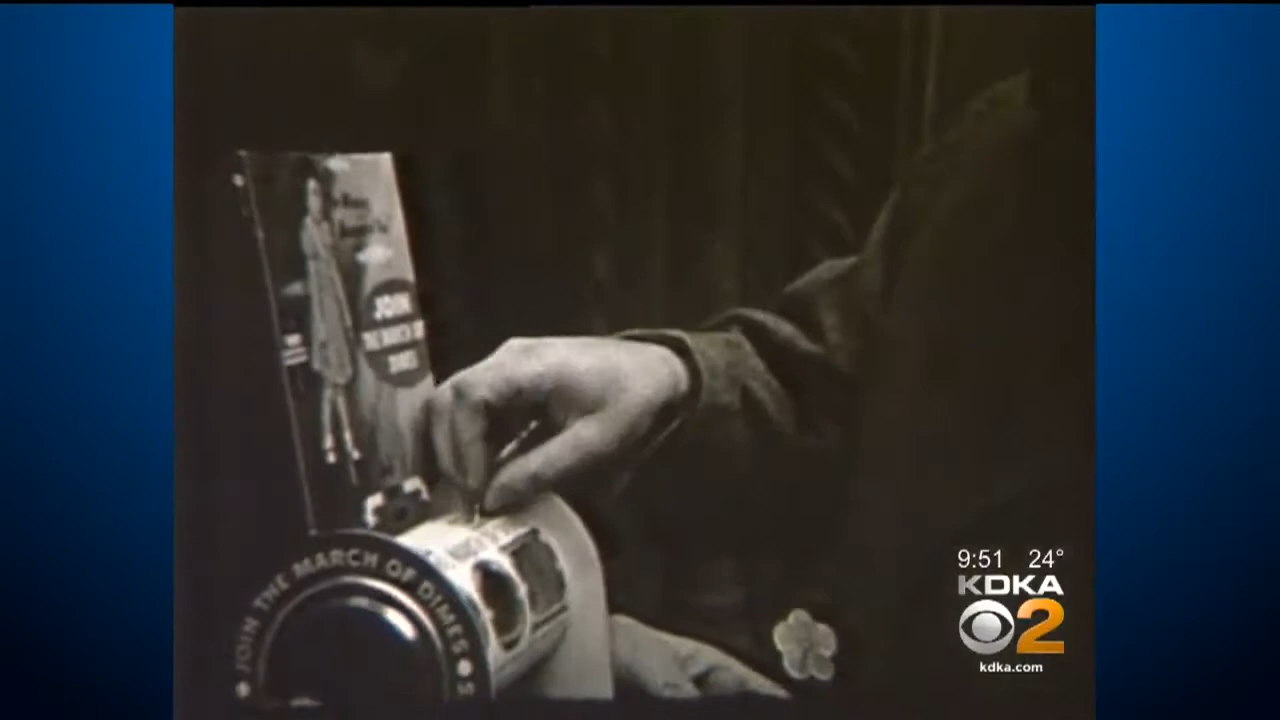 JOIN
THE MARCH OF
DIMES
JOIN THE MARCH OF DIMES
9:51 24°
KDKA
2
kdka.com